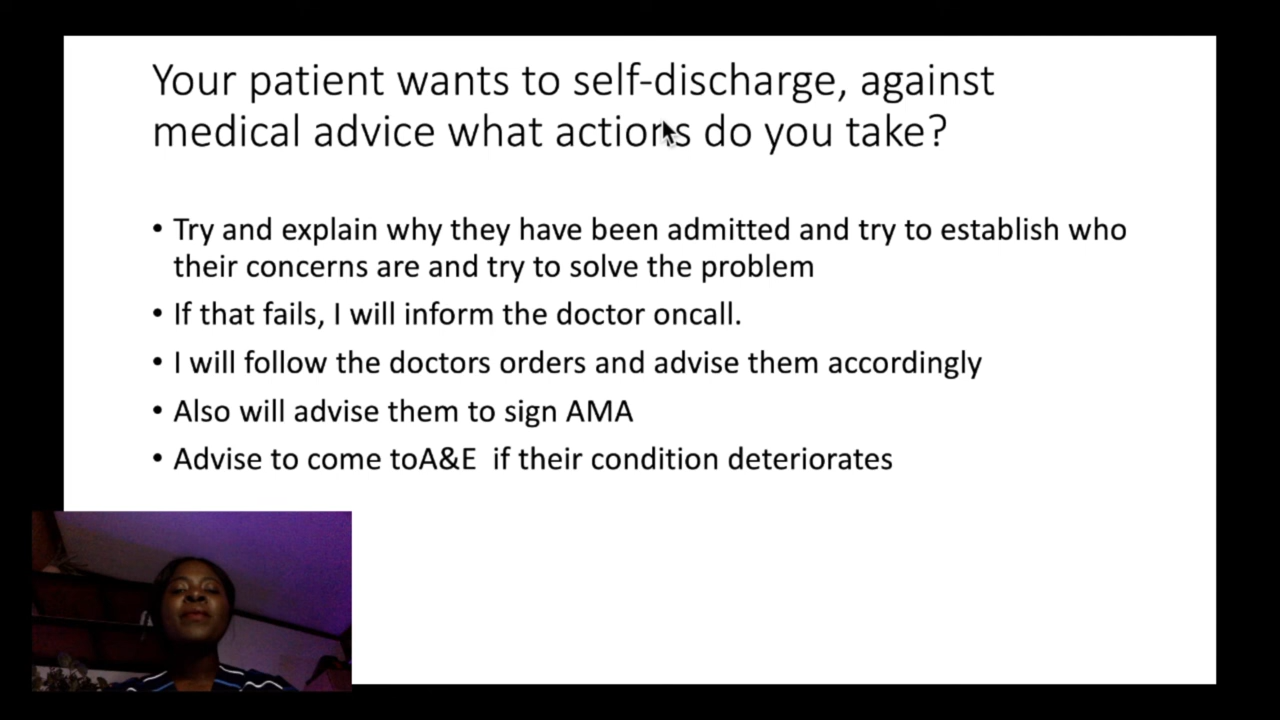 Your patient wants to self-discharge, against
medical advice what actions do you take?
• Try and explain why they have been admitted and try to establish who
their concerns are and try to solve the problem
• If that fails, I will inform the doctor oncall.
• I will follow the doctors orders and advise them accordingly
• Also will advise them to sign AMA
• Advise to come toA&E  if their condition deteriorates